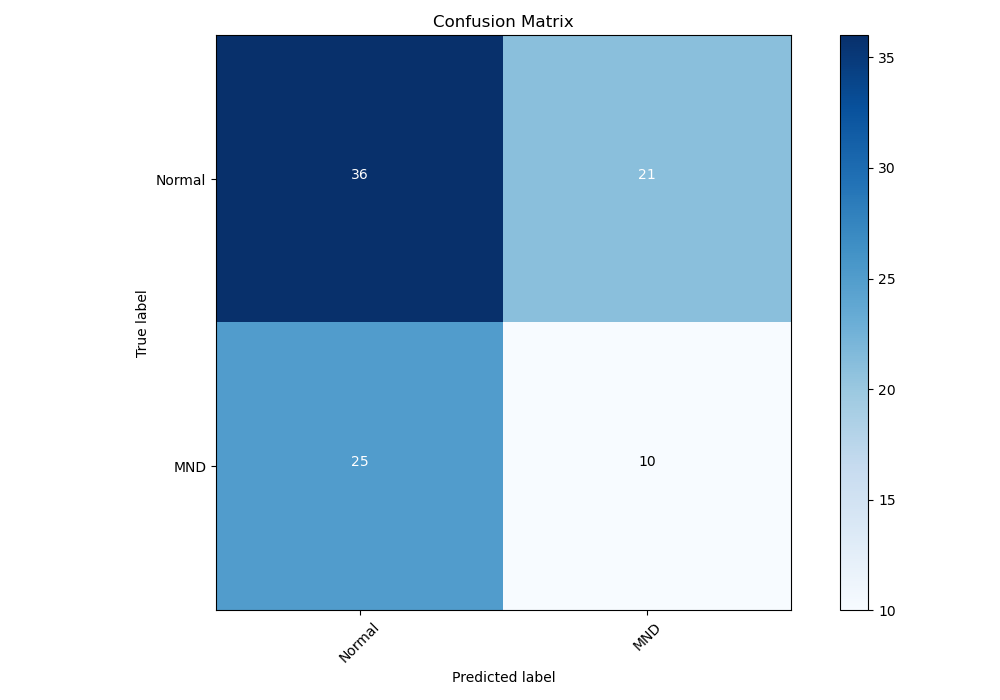 Confusion Matrix
True label
Normal
36
21
MND
25
10
Normal
MND
Predicted label
35
30
25
20
15
10